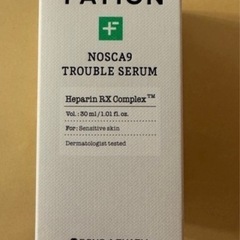 NOSCA9
TROUBLE SERUM
Heparin RX Complex™
Vol. : 30 ml / 1.01 fl. oz.
For : Sensitive skin
Dermatologist tested